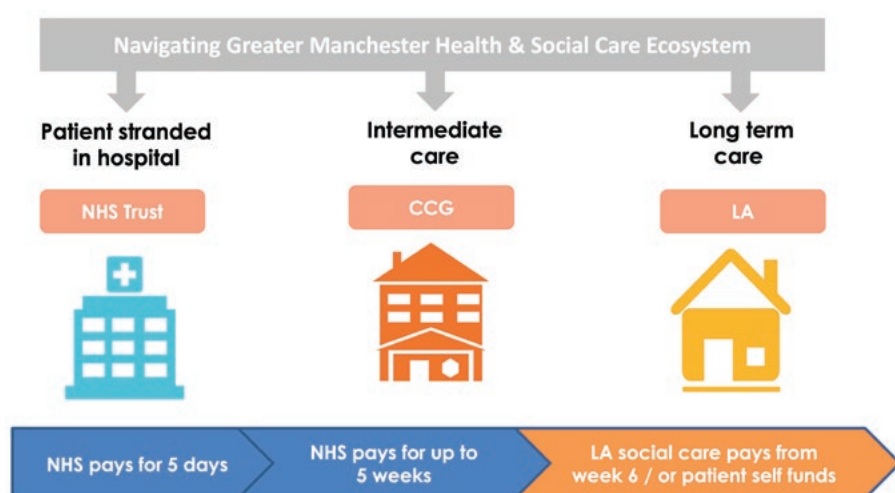 Navigating Greater Manchester Health & Social Care Ecosystem
Patient stranded
in hospital
Intermediate
care
Long term
care
NHS Trust
CCG
LA
NHS pays for 5 days
NHS pays for up to
5 weeks
LA social care pays from
week 6 / or patient self funds